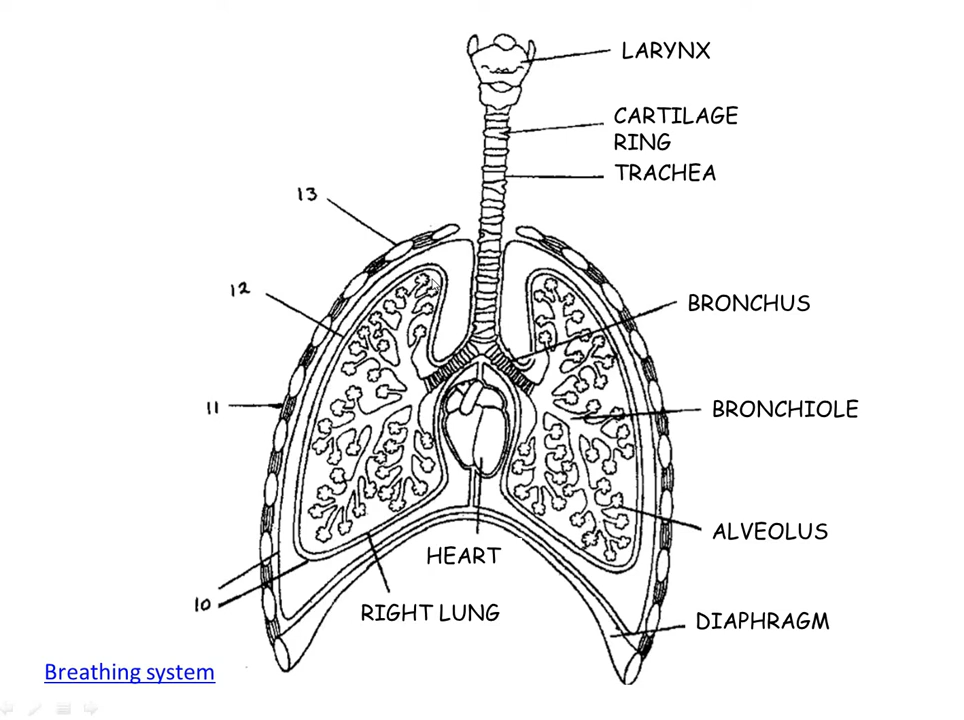 LARYNX
CARTILAGE
RING
TRACHEA
13
12
BRONCHUS
11
BRONCHIOLE
ALVEOLUS
HEART
10
RIGHT LUNG
DIAPHRAGM
Breathing system